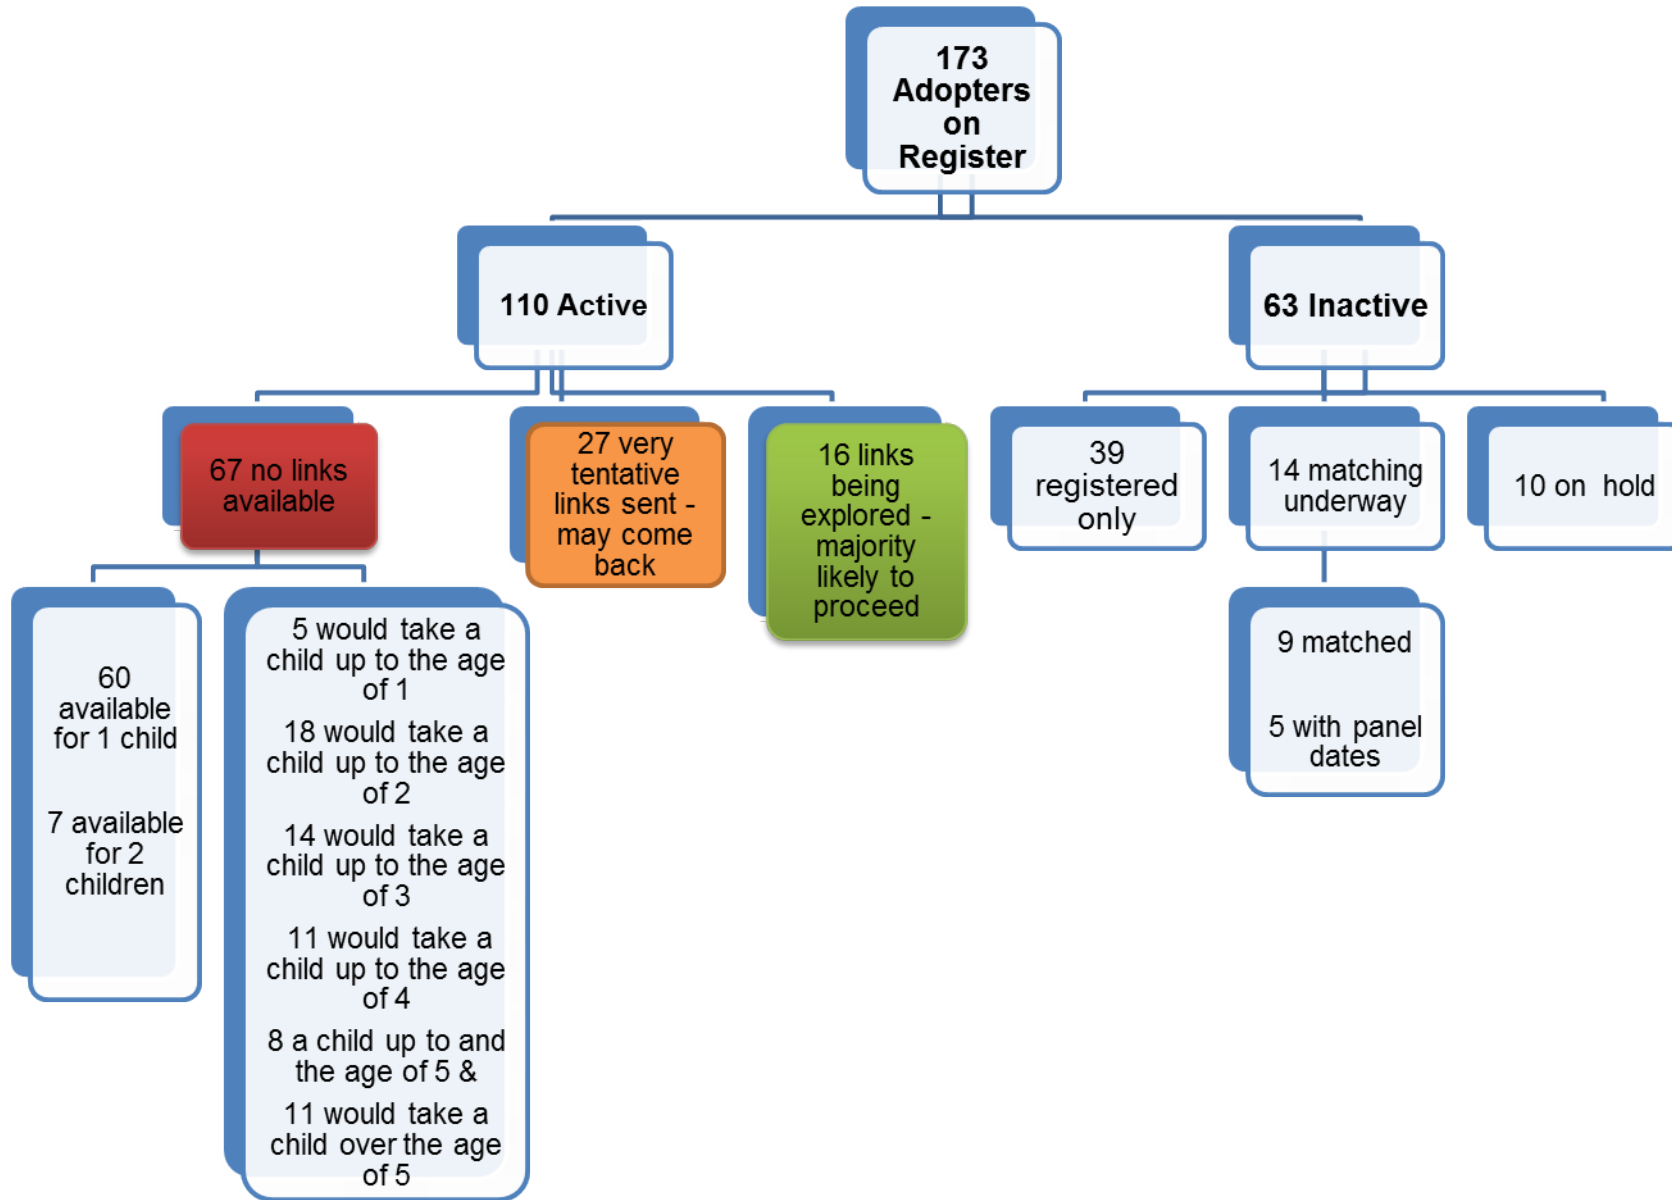 173
Adopters
on
Register
110 Active
63 Inactive
67 no links
available
27 very
tentative
links sent -
may come
back
16 links
being
explored -
majority
likely to
proceed
39
registered
only
14 matching
underway
10 on hold
60
available
for 1 child
7 available
for 2
children
5 would take a
child up to the age
of 1
18 would take a
child up to the age
of 2
14 would take a
child up to the age
of 3
11 would take a
child up to the age
of 4
8 a child up to and
the age of 5 &
11 would take a
child over the age
of 5
9 matched
5 with panel
dates